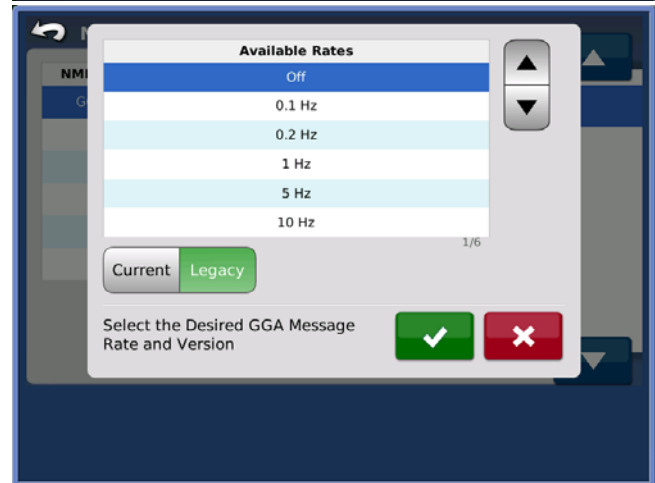 N
NM
G
Available Rates
Off
0.1 Hz
0.2 Hz
1 Hz
5 Hz
10 Hz
1/6
Current
Legacy
Select the Desired GGA Message
Rate and Version